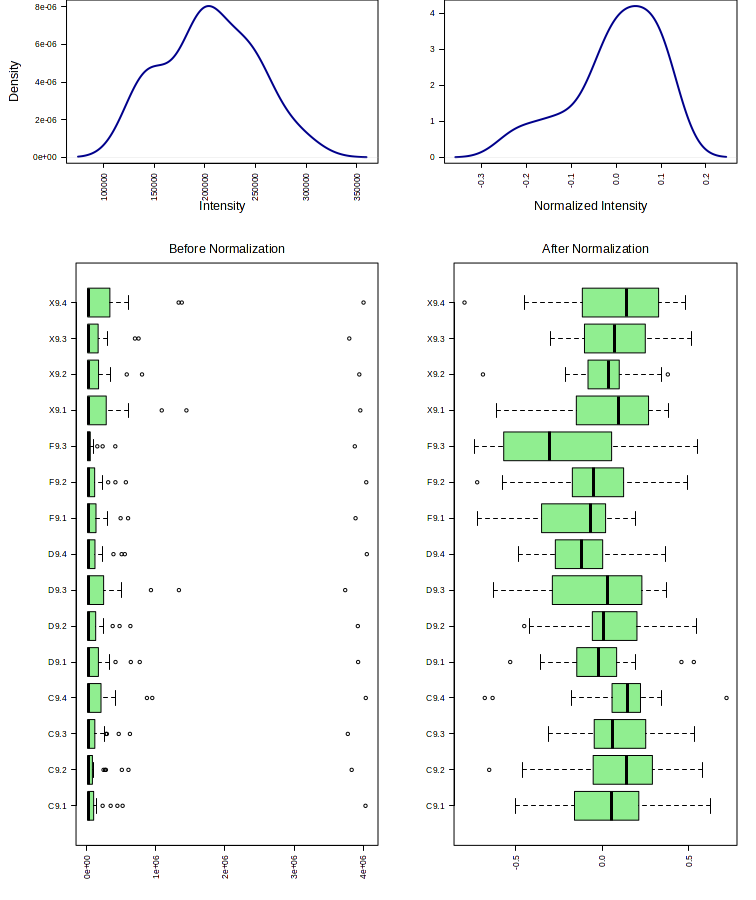 8e-06
6e-06
4e-06
2e-06
0e+00
Density
100000
150000
200000
250000
300000
350000
Intensity
4
3
2
1
0
-0.3
-0.2
-0.1
0.0
0.1
0.2
Normalized Intensity
Before Normalization
X9.4
X9.3
X9.2
X9.1
F9.3
F9.2
F9.1
D9.4
D9.3
D9.2
D9.1
C9.4
C9.3
C9.2
C9.1
0e+00
1e+06
2e+06
3e+06
4e+06
After Normalization
X9.4
X9.3
X9.2
X9.1
F9.3
F9.2
F9.1
D9.4
D9.3
D9.2
D9.1
C9.4
C9.3
C9.2
C9.1
-0.5
0.0
0.5